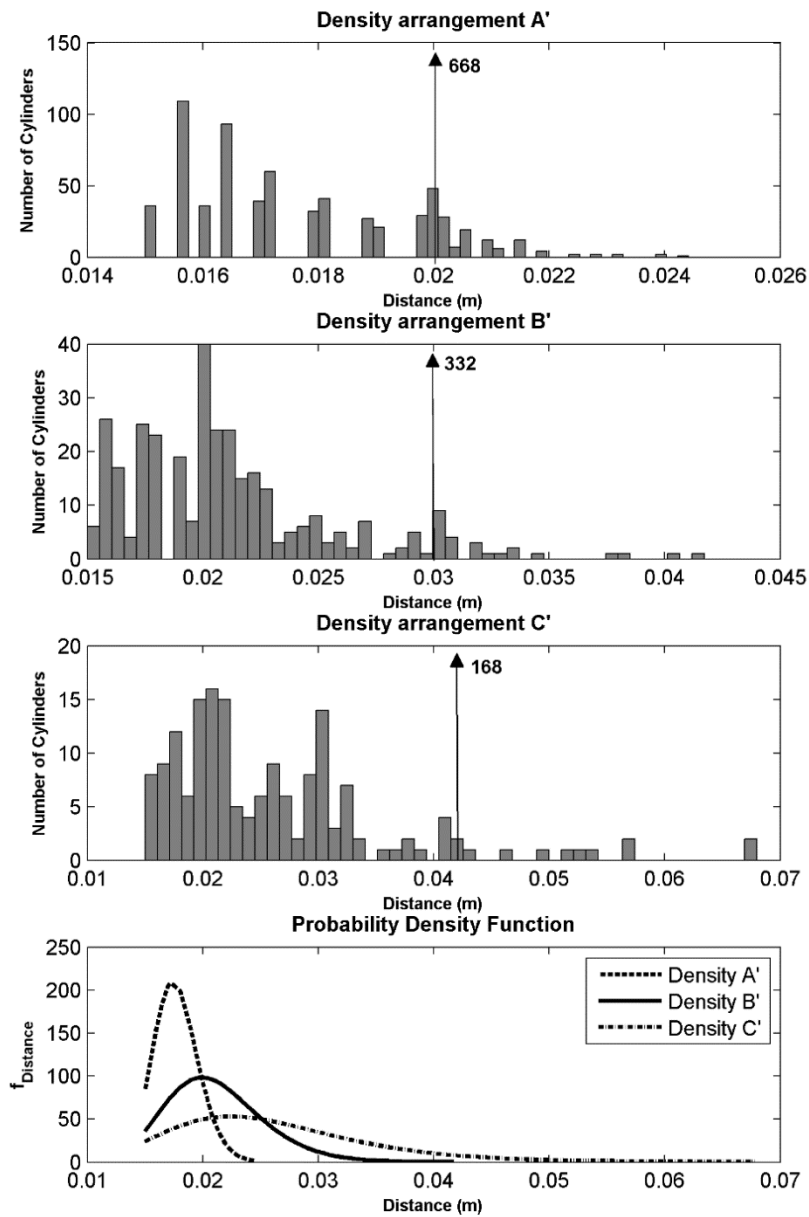 Density arrangement A'
150
100
50
0
Number of Cylinders
668
0.014 0.016 0.018 0.02 0.022 0.024 0.026
Distance (m)
Density arrangement B'
40
30
20
10
0
Number of Cylinders
332
0.015 0.02 0.025 0.03 0.035 0.04 0.045
Distance (m)
Density arrangement C'
20
15
10
5
0
Number of Cylinders
168
0.01 0.02 0.03 0.04 0.05 0.06 0.07
Distance (m)
Probability Density Function
250
200
150
100
50
0
fDistance
Density A'
Density B'
Density C'
0.01 0.02 0.03 0.04 0.05 0.06 0.07
Distance (m)